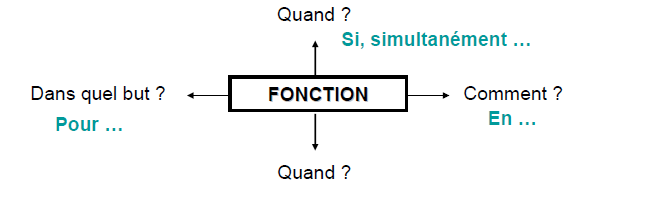 Quand ?
Si, simultanément …
Dans quel but ?
FONCTION
Comment ?
Pour …
En …
Quand ?